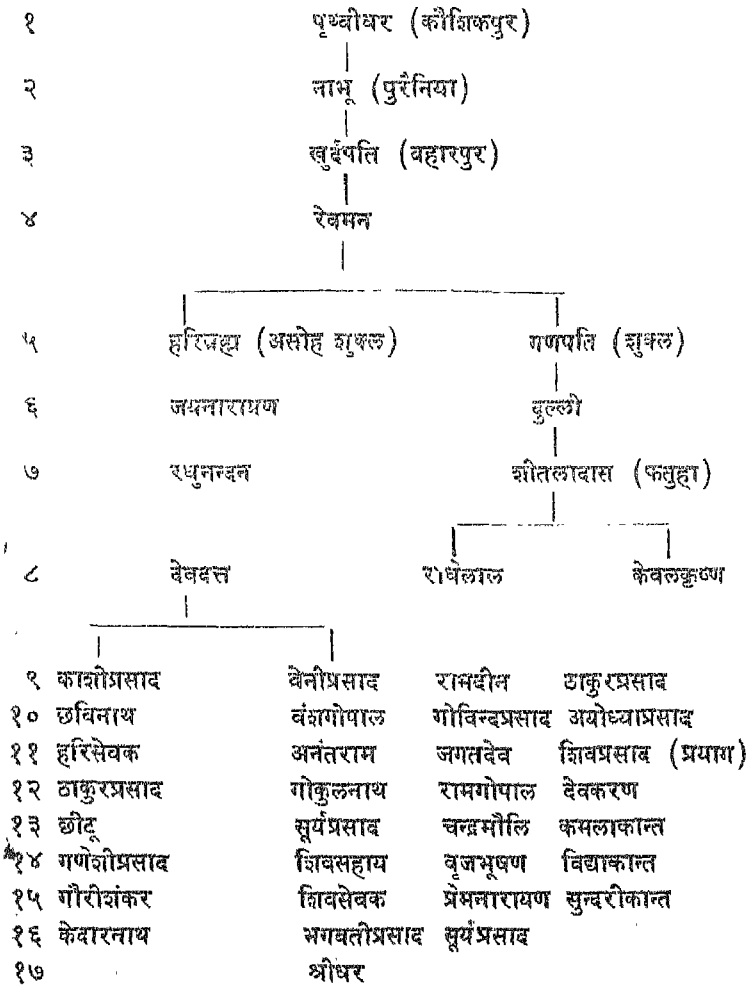 १ पृथ्वीधर (कौशिकपुर)
२ नाभू (पुरैनिया)
३ खुर्दपति (बहारपुर)
४ रेवमन
५ हरिब्रह्म (असोह शुक्ल) गणपति (शुक्ल)
६ जयनारायण दुल्ली
७ रघुनन्दन शीतलादास (फतुहा)
८ देवदत्त राधेलाल केवलकृष्ण
९ काशीप्रसाद बेनीप्रसाद रामदीन ठाकुरप्रसाद
१० छविनाथ वंशगोपाल गोविन्दप्रसाद अयोध्याप्रसाद
११ हरिसेवक अनंतराम जगतदेव शिवप्रसाद (प्रयाग)
१२ ठाकुरप्रसाद गोकुलनाथ रामगोपाल देवकरण
१३ छीटू सूर्यप्रसाद चन्द्रमौलि कमलाकान्त
१४ गणेशीप्रसाद शिवसहाय बृजभूषण विद्याकान्त
१५ गौरीशंकर शिवसेवक प्रेमनारायण सुन्दरीकान्त
१६ केदारनाथ भगवतीप्रसाद सूर्यप्रसाद
१७ श्रीधर